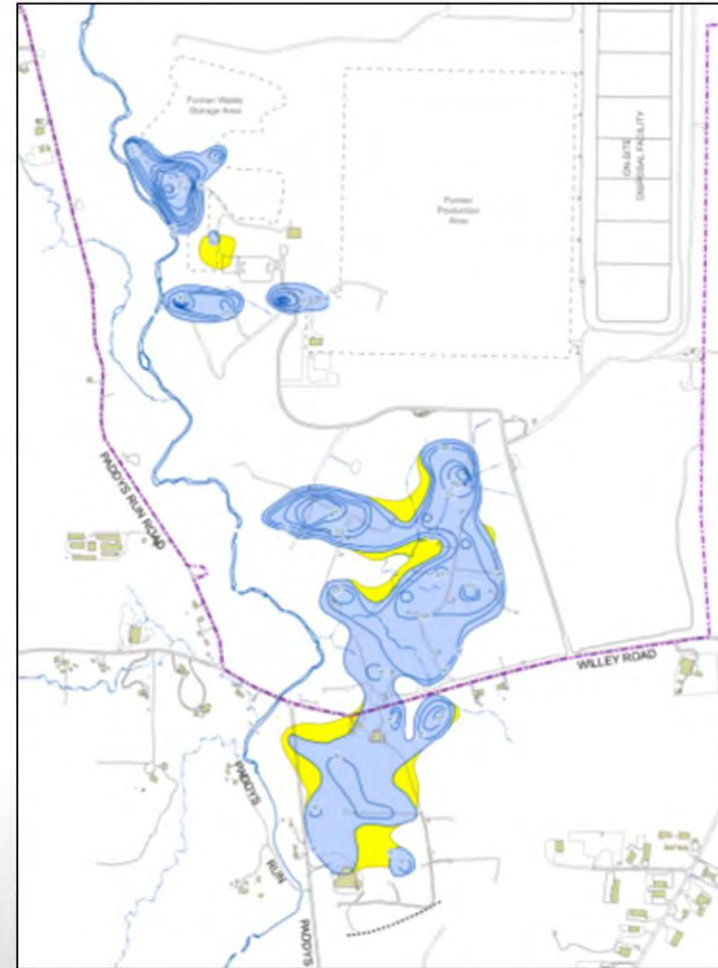 Former Waste
Storage Area
Former
Production
Area
ON-SITE
DISPOSAL FACILITY
PADDYS RUN ROAD
WILLEY ROAD
PADDYS
RUN
PADDYS